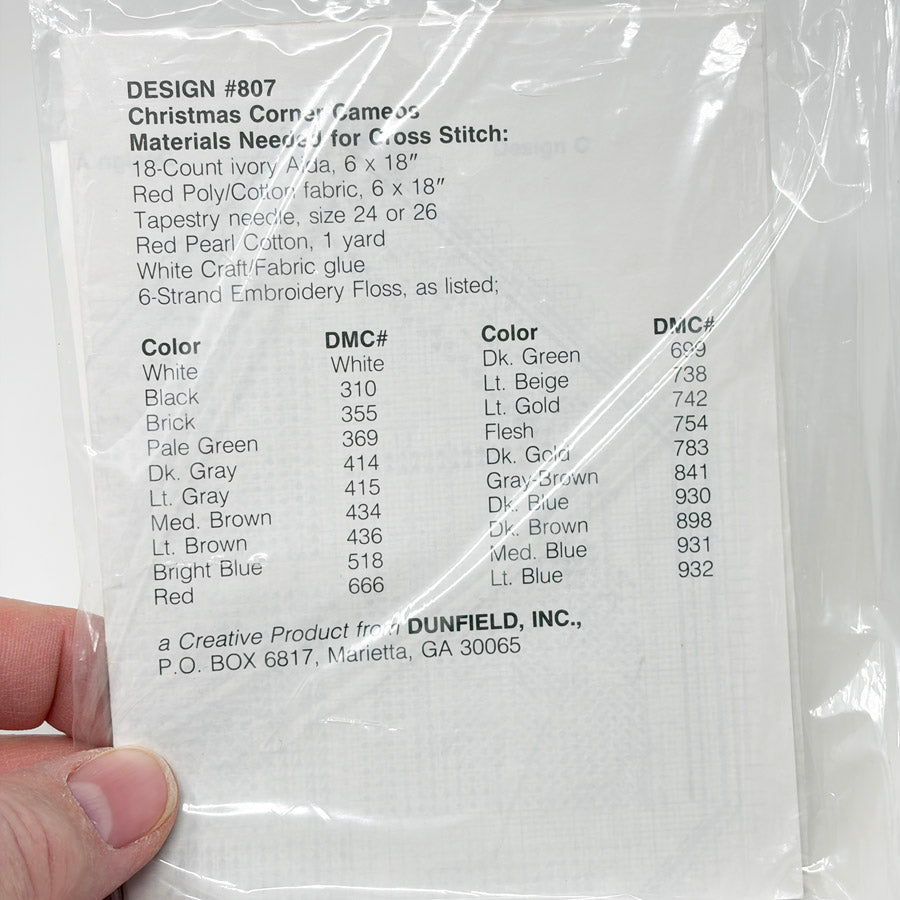 DESIGN #807
Christmas Corner Cameos
Materials Needed for Cross Stitch:
18-Count ivory Aida, 6 x 18″
Red Poly/Cotton fabric, 6 x 18″
Tapestry needle, size 24 or 26
Red Pearl Cotton, 1 yard
White Craft/Fabric glue
6-Strand Embroidery Floss, as listed;
Color DMC#
White White
Black 310
Brick 355
Pale Green 369
Dk. Gray 414
Lt. Gray 415
Med. Brown 434
Lt. Brown 436
Bright Blue 518
Red 666
Color DMC#
Dk. Green 699
Lt. Beige 738
Lt. Gold 742
Flesh 754
Dk. Gold 783
Gray-Brown 841
Dk. Blue 930
Dk. Brown 898
Med. Blue 931
Lt. Blue 932
a Creative Product from DUNFIELD, INC.,
P.O. BOX 6817, Marietta, GA 30065
Design C